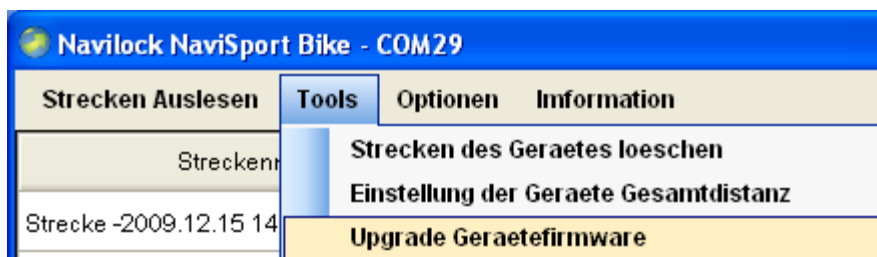 Navilock NaviSport Bike - COM29
Strecken Auslesen Tools Optionen Imformation
Strecken des Geraetes loeschen
Einstellung der Geraete Gesamtdistanz
Strecke -2009.12.15 14
Upgrade Geraetefirmware